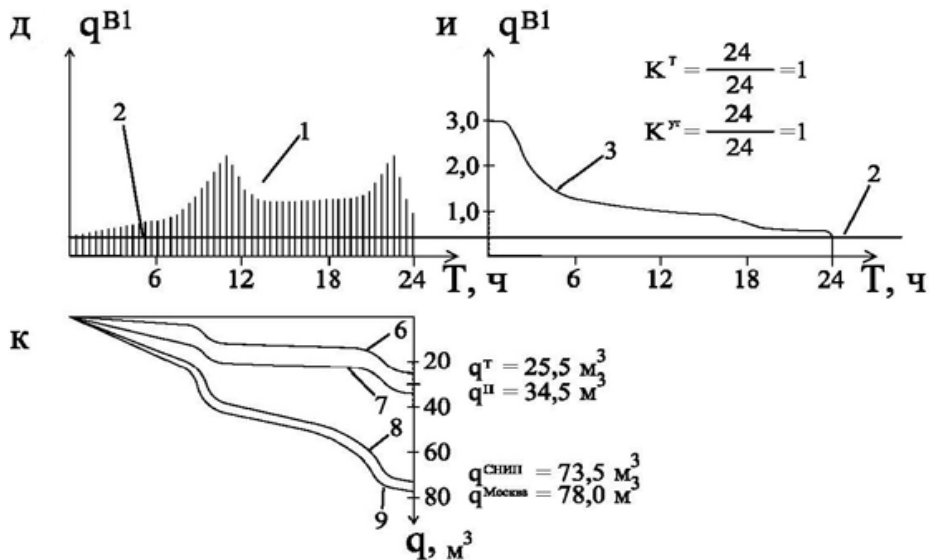 д
q^B1
2
1
6
12
18
24
T, ч
и
q^B1
K^т = 24/24 =1
K^ут = 24/24 =1
3,0
2,0
1,0
3
2
6
12
18
24
T, ч
к
6
7
8
9
20
40
60
80
q, м³
q^т = 25,5 м³
q^п = 34,5 м³
q^СНИП = 73,5 м³
q^Москва = 78,0 м³